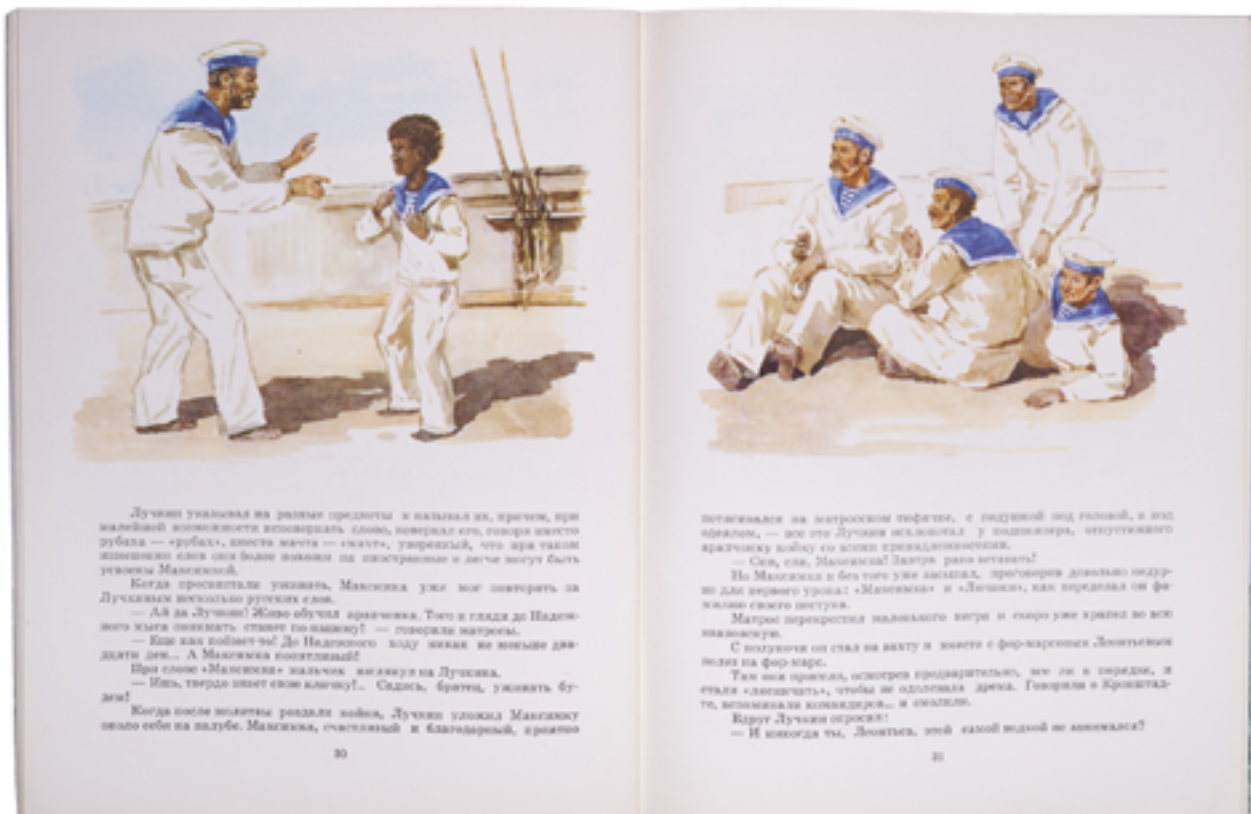 Лучкин указывал на разные предметы и называл их, причем, при
малейшей возможности исковеркать слово, коверкал его, говоря вместо
рубаха — «рубах», вместо мачта — «мачт», уверенный, что при таком
изменении слов они более похожи на иностранные и легче могут быть
усвоены Максимкой.
Когда просвистали ужинать, Максимка уже мог повторять за
Лучкиным несколько русских слов.
— Ай да Лучкин! Живо обучил арапчонка. Того и гляди до Надеж-
ного мыса понимать станет по-нашему! — говорили матросы.
— Еще как поймет-то! До Надежного ходу никак не меньше два-
дцати ден... А Максимка понятливый!
При слове «Максимка» мальчик взглянул на Лучкина.
— Ишь, твердо знает свою кличку!.. Садись, братец, ужинать бу-
дем!
Когда после молитвы роздали койки, Лучкин уложил Максимку
около себя на палубе. Максимка, счастливый и благодарный, приятно
30
потягивался на матросском тюфячке, с подушкой под головой, и под
одеялом, — все это Лучкин исхлопотал у подшкипера, отпустившего
арапчонку койку со всеми принадлежностями.
— Спи, спи, Максимка! Завтра рано вставать!
Но Максимка и без того уже засыпал, проговорив довольно недур-
но для первого урока: «Максимка» и «Лючики», как переделал он фа-
милию своего пестуна.
Матрос перекрестил маленького негра и скоро уже храпел во всю
ивановскую.
С полуночи он стал на вахту и вместе с фор-марсовым Леонтьевым
полез на фор-марс.
Там они присели, осмотрев предварительно, все ли в порядке, и
стали «лясничать», чтобы не одолевала дрема. Говорили о Кронштад-
те, вспоминали командиров... и смолкли.
Вдруг Лучкин спросил:
— И никогда ты, Леонтьев, этой самой водкой не занимался?
31